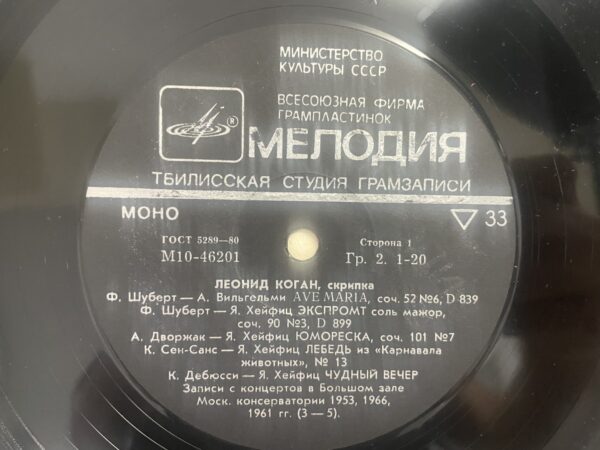 МИНИСТЕРСТВО
КУЛЬТУРЫ СССР
ВСЕСОЮЗНАЯ ФИРМА
ГРАМПЛАСТИНОК
®
МЕЛОДИЯ
ТБИЛИССКАЯ СТУДИЯ ГРАМЗАПИСИ
МОНО
▽ 33
ГОСТ 5289—80
Сторона 1
М10-46201
Гр. 2. 1-20
ЛЕОНИД КОГАН, скрипка
Ф. Шуберт — А. Вильгельми AVE MARIA, соч. 52 №6, D 839
Ф. Шуберт — Я. Хейфиц ЭКСПРОМТ соль мажор,
соч. 90 №3, D 899
А. Дворжак — Я. Хейфиц ЮМОРЕСКА, соч. 101 №7
К. Сен-Санс — Я. Хейфиц ЛЕБЕДЬ из «Карнавала
животных», № 13
К. Дебюсси — Я. Хейфиц ЧУДНЫЙ ВЕЧЕР
Записи с концертов в Большом зале
Моск. консерватории 1953, 1966,
1961 гг. (3 — 5).